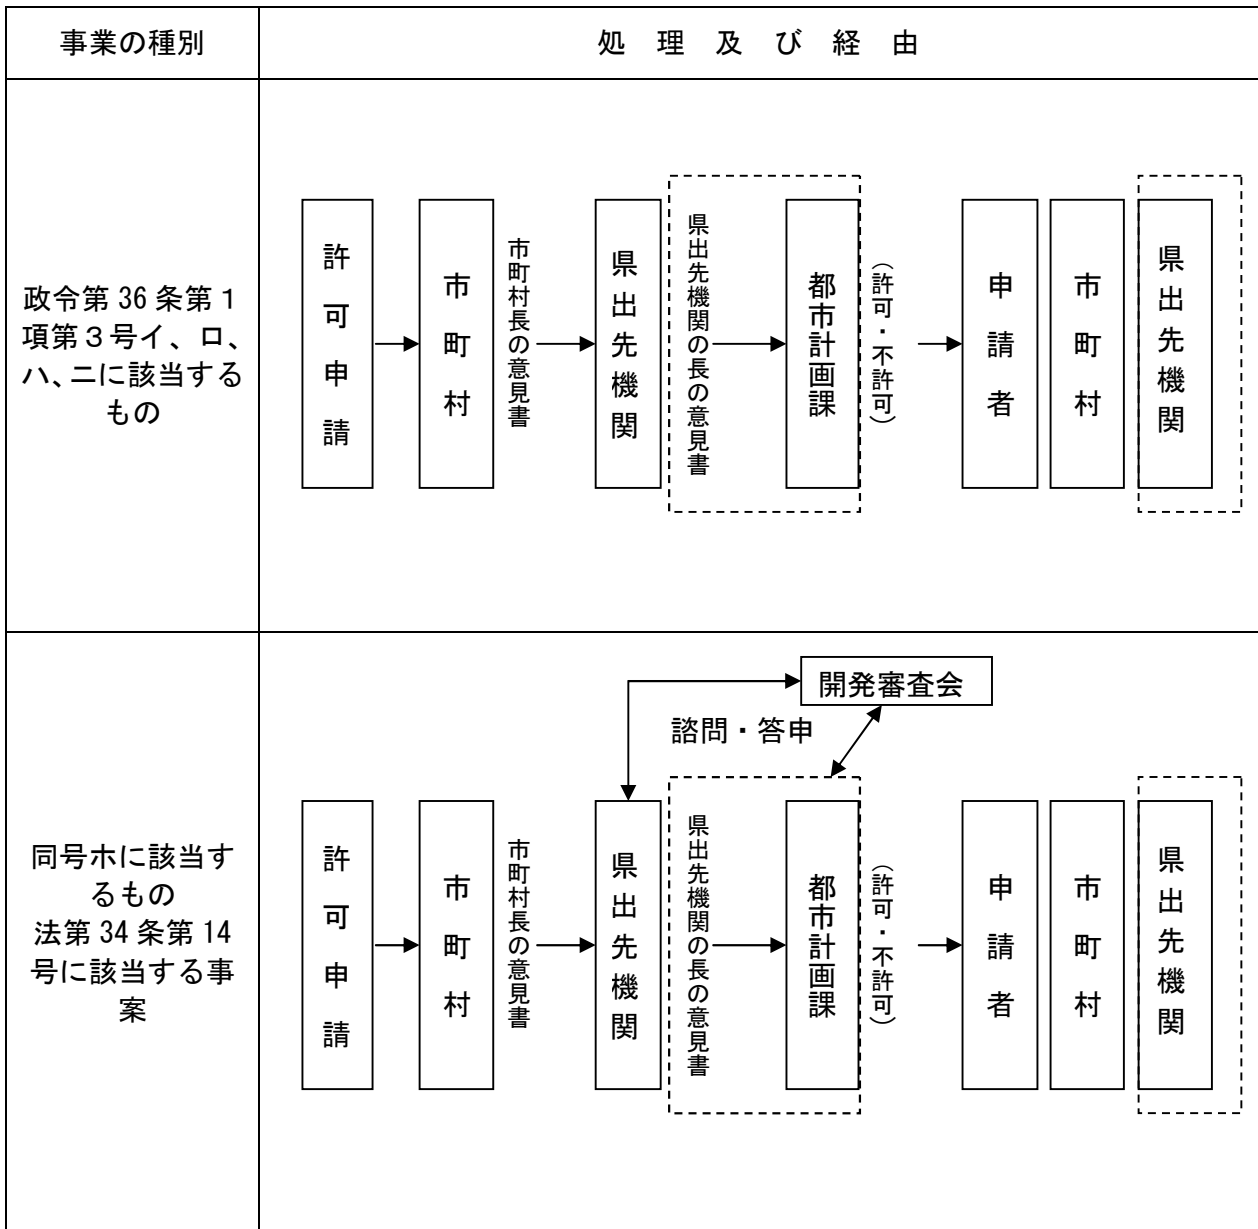 事業の種別
処理及び経由
政令第36条第１
項第３号イ、ロ、
ハ、ニに該当する
もの
許可申請
市町村
市町村長の意見書
県出先機関
県出先機関の長の意見書
都市計画課
（許可・不許可）
申請者
市町村
県出先機関
同号ホに該当す
るもの
法第34条第14
号に該当する事
案
開発審査会
諮問・答申
許可申請
市町村
市町村長の意見書
県出先機関
県出先機関の長の意見書
都市計画課
（許可・不許可）
申請者
市町村
県出先機関